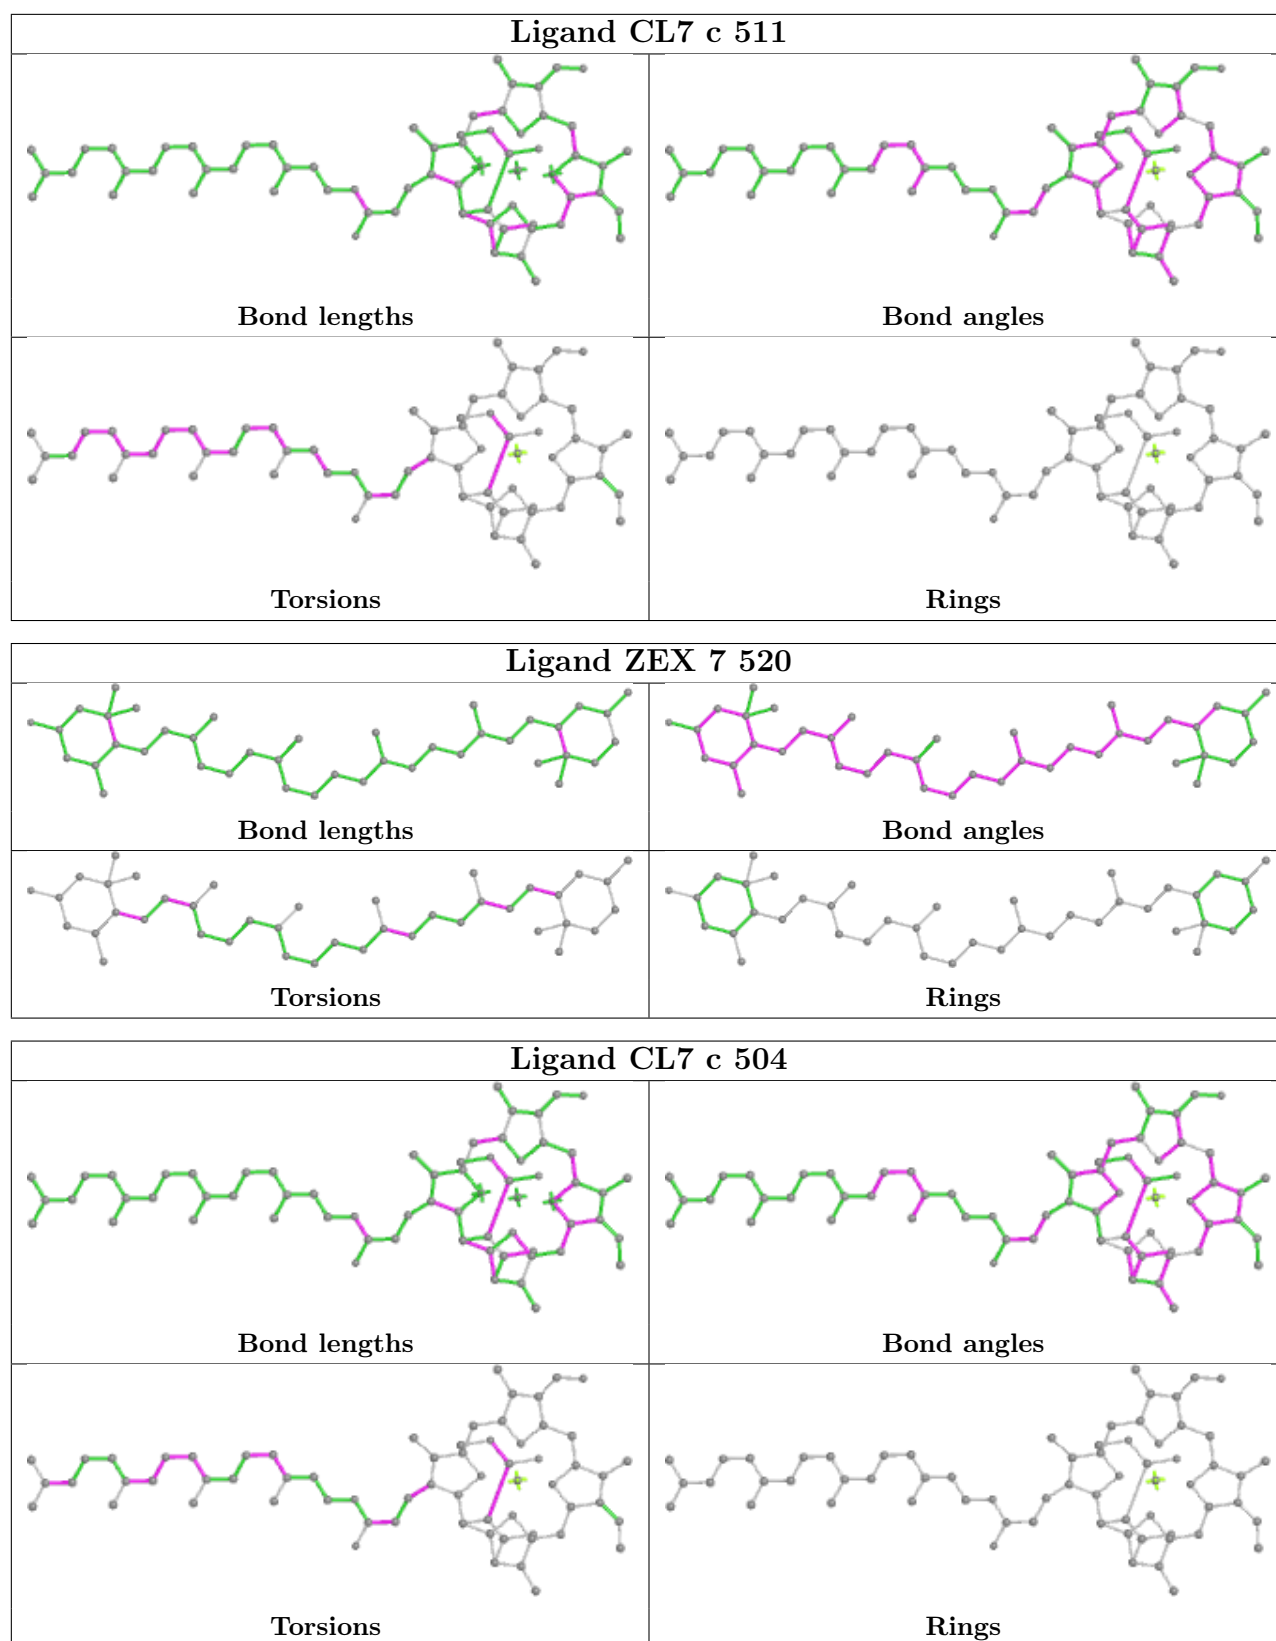 Ligand CL7 c 511
Bond lengths
Bond angles
Torsions
Rings
Ligand ZEX 7 520
Bond lengths
Bond angles
Torsions
Rings
Ligand CL7 c 504
Bond lengths
Bond angles
Torsions
Rings